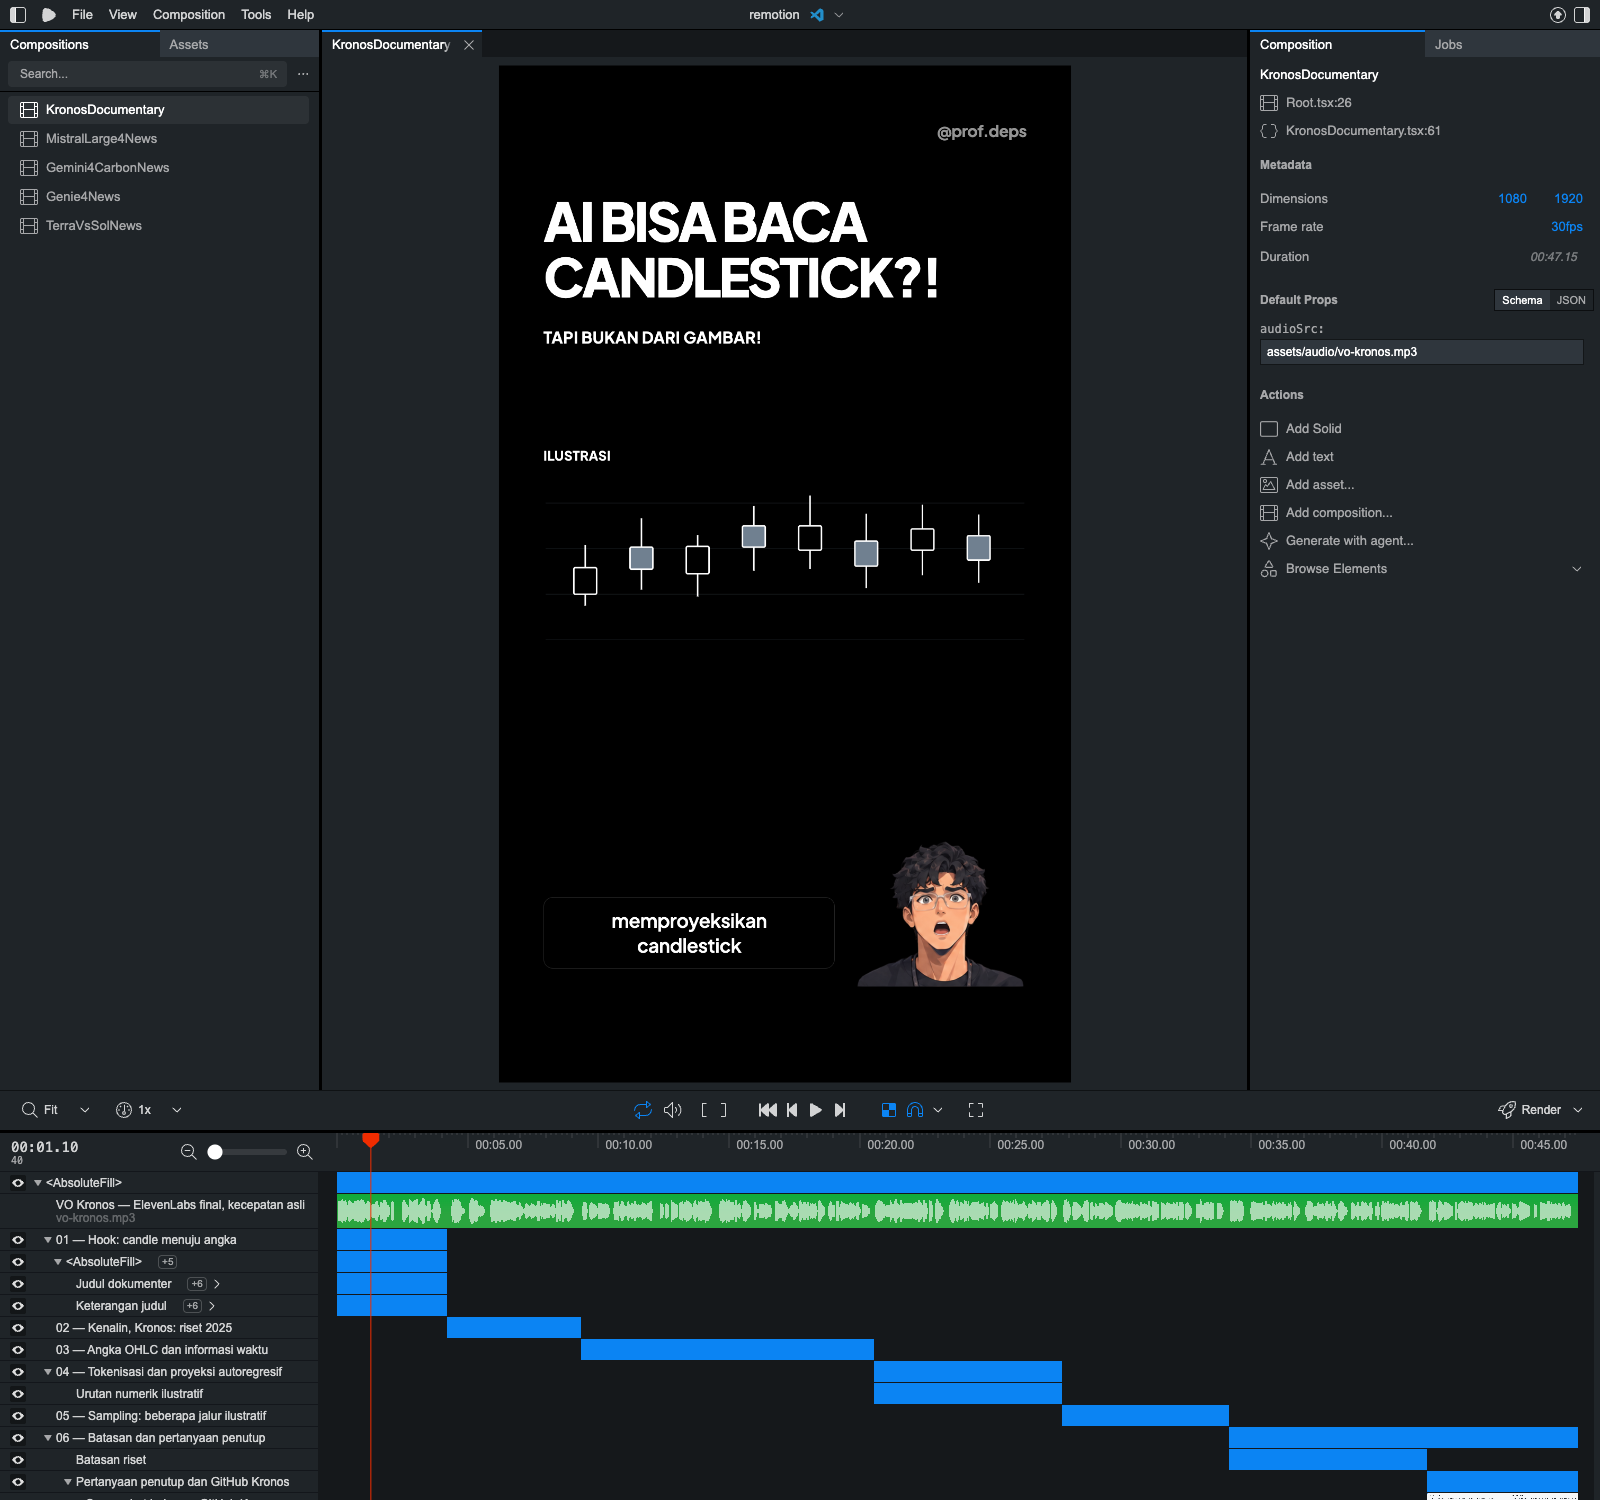 File View Composition Tools Help
remotion
Compositions Assets
Search... ⌘K
KronosDocumentary
MistralLarge4News
Gemini4CarbonNews
Genie4News
TerraVsSolNews
KronosDocumentary
@prof.deps
AI BISA BACA
CANDLESTICK?!
TAPI BUKAN DARI GAMBAR!
ILUSTRASI
memproyeksikan
candlestick
Composition Jobs
KronosDocumentary
Root.tsx:26
KronosDocumentary.tsx:61
Metadata
Dimensions 1080 1920
Frame rate 30fps
Duration 00:47.15
Default Props Schema JSON
audioSrc:
assets/audio/vo-kronos.mp3
Actions
Add Solid
Add text
Add asset...
Add composition...
Generate with agent...
Browse Elements
Fit 1x
Render
00:01.10
40
00:05.00 00:10.00 00:15.00 00:20.00 00:25.00 00:30.00 00:35.00 00:40.00 00:45.00
<AbsoluteFill>
VO Kronos — ElevenLabs final, kecepatan asli
vo-kronos.mp3
01 — Hook: candle menuju angka
<AbsoluteFill> +5
Judul dokumenter +6
Keterangan judul +6
02 — Kenalin, Kronos: riset 2025
03 — Angka OHLC dan informasi waktu
04 — Tokenisasi dan proyeksi autoregresif
Urutan numerik ilustratif
05 — Sampling: beberapa jalur ilustratif
06 — Batasan dan pertanyaan penutup
Batasan riset
Pertanyaan penutup dan GitHub Kronos